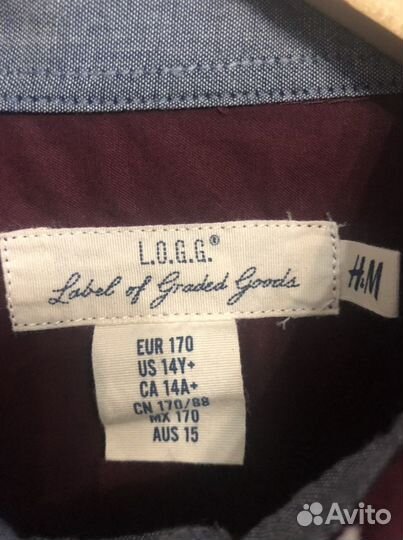 L.O.G.G.®
Label of Graded Goods
H&M
EUR 170
US 14Y+
CA 14A+
CN 170/88
MX 170
AUS 15
Avito